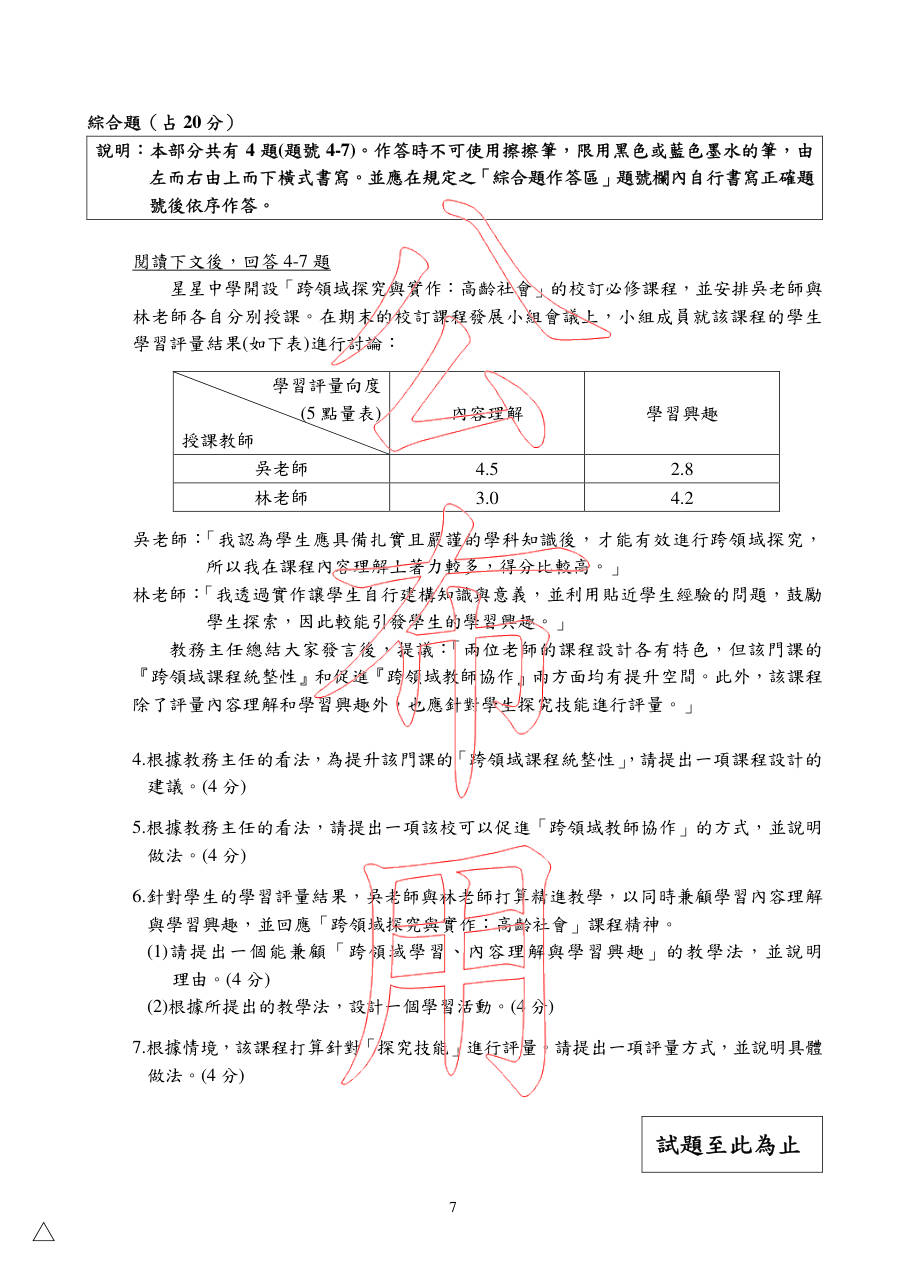 綜合題（占 20 分）
說明：本部分共有 4 題(題號 4-7)。作答時不可使用擦擦筆，限用黑色或藍色墨水的筆，由
左而右由上而下橫式書寫。並應在規定之「綜合題作答區」題號欄內自行書寫正確題
號後依序作答。
閱讀下文後，回答 4-7 題
星星中學開設「跨領域探究與實作：高齡社會」的校訂必修課程，並安排吳老師與
林老師各自分別授課。在期末的校訂課程發展小組會議上，小組成員就該課程的學生
學習評量結果(如下表)進行討論：
學習評量向度
(5 點量表)
授課教師
內容理解
學習興趣
吳老師 4.5 2.8
林老師 3.0 4.2
吳老師：「我認為學生應具備扎實且嚴謹的學科知識後，才能有效進行跨領域探究，
所以我在課程內容理解上著力較多，得分比較高。」
林老師：「我透過實作讓學生自行建構知識與意義，並利用貼近學生經驗的問題，鼓勵
學生探索，因此較能引發學生的學習興趣。」
教務主任總結大家發言後，提議：「兩位老師的課程設計各有特色，但該門課的
『跨領域課程統整性』和促進『跨領域教師協作』兩方面均有提升空間。此外，該課程
除了評量內容理解和學習興趣外，也應針對學生探究技能進行評量。」
4.根據教務主任的看法，為提升該門課的「跨領域課程統整性」，請提出一項課程設計的
建議。(4 分)
5.根據教務主任的看法，請提出一項該校可以促進「跨領域教師協作」的方式，並說明
做法。(4 分)
6.針對學生的學習評量結果，吳老師與林老師打算精進教學，以同時兼顧學習內容理解
與學習興趣，並回應「跨領域探究與實作：高齡社會」課程精神。
(1)請提出一個能兼顧「跨領域學習、內容理解與學習興趣」的教學法，並說明
理由。(4 分)
(2)根據所提出的教學法，設計一個學習活動。(4 分)
7.根據情境，該課程打算針對「探究技能」進行評量。請提出一項評量方式，並說明具體
做法。(4 分)
試題至此為止
7
公
布
用